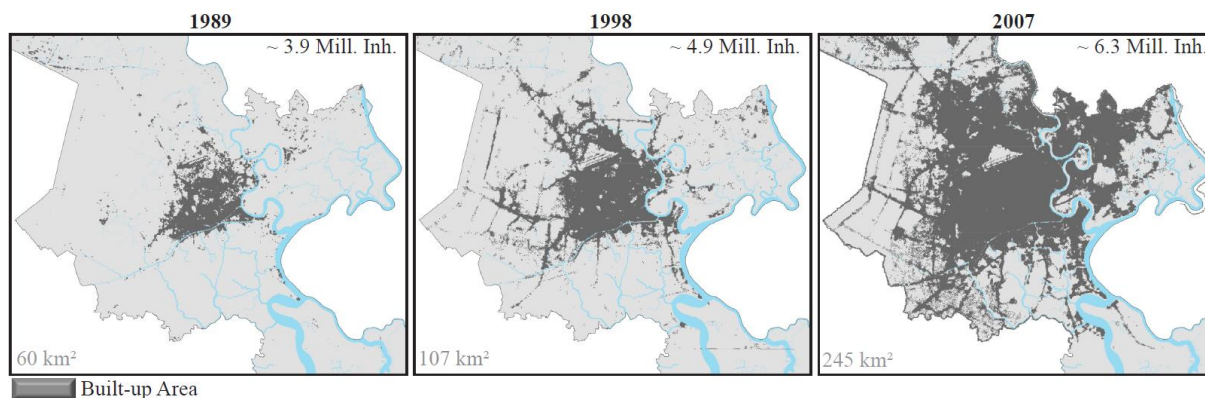 1989
1998
2007
~ 3.9 Mill. Inh.
~ 4.9 Mill. Inh.
~ 6.3 Mill. Inh.
60 km²
107 km²
245 km²
Built-up Area